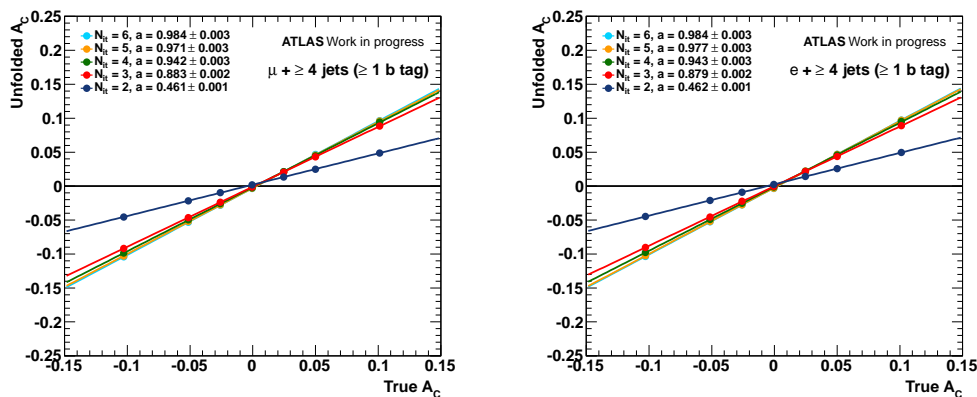 Unfolded A_C
0.25
0.2
0.15
0.1
0.05
0
-0.05
-0.1
-0.15
-0.2
-0.25
N_it = 6, a = 0.984 ± 0.003
N_it = 5, a = 0.971 ± 0.003
N_it = 4, a = 0.942 ± 0.003
N_it = 3, a = 0.883 ± 0.002
N_it = 2, a = 0.461 ± 0.001
ATLAS Work in progress
μ + ≥ 4 jets (≥ 1 b tag)
-0.15 -0.1 -0.05 0 0.05 0.1 0.15
True A_C
Unfolded A_C
0.25
0.2
0.15
0.1
0.05
0
-0.05
-0.1
-0.15
-0.2
-0.25
N_it = 6, a = 0.984 ± 0.003
N_it = 5, a = 0.977 ± 0.003
N_it = 4, a = 0.943 ± 0.003
N_it = 3, a = 0.879 ± 0.002
N_it = 2, a = 0.462 ± 0.001
ATLAS Work in progress
e + ≥ 4 jets (≥ 1 b tag)
-0.15 -0.1 -0.05 0 0.05 0.1 0.15
True A_C